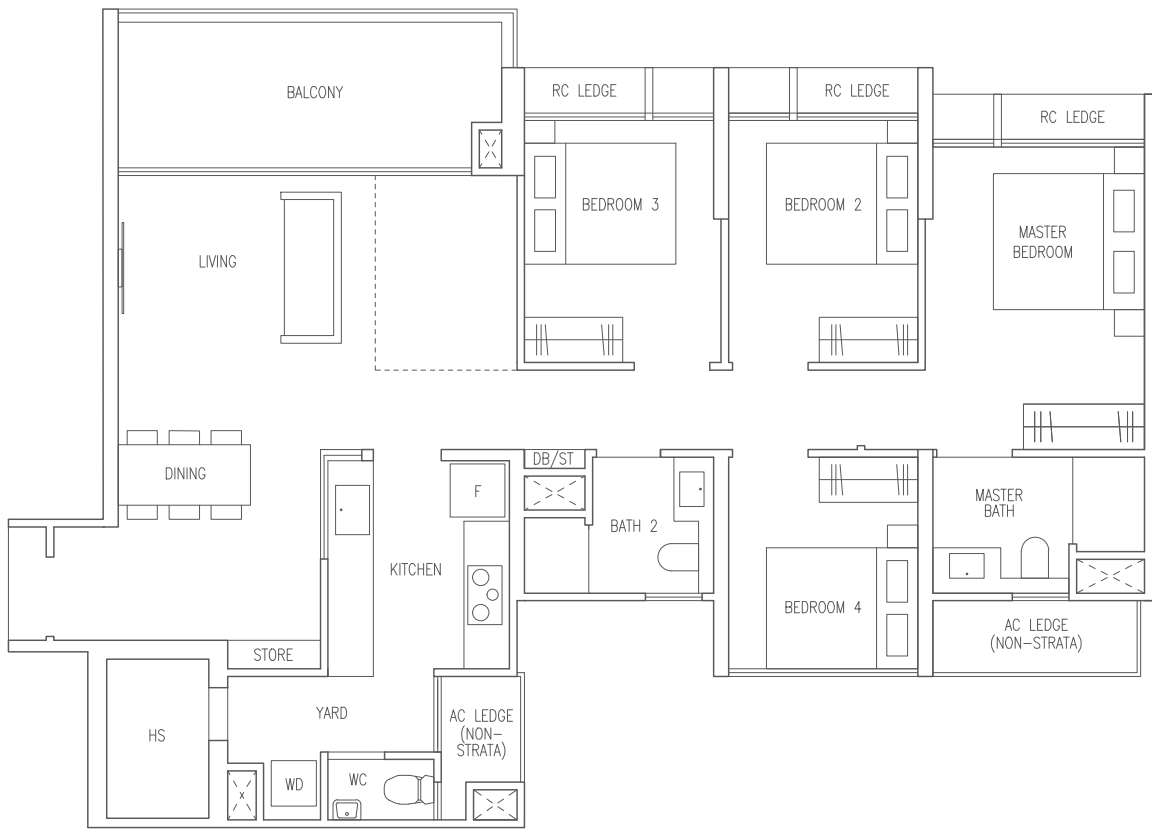 BALCONY
RC LEDGE
RC LEDGE
RC LEDGE
BEDROOM 3
BEDROOM 2
MASTER
BEDROOM
LIVING
DINING
DB/ST
F
BATH 2
MASTER
BATH
KITCHEN
BEDROOM 4
AC LEDGE
(NON-STRATA)
STORE
YARD
HS
AC LEDGE
(NON-
STRATA)
WD
WC
x